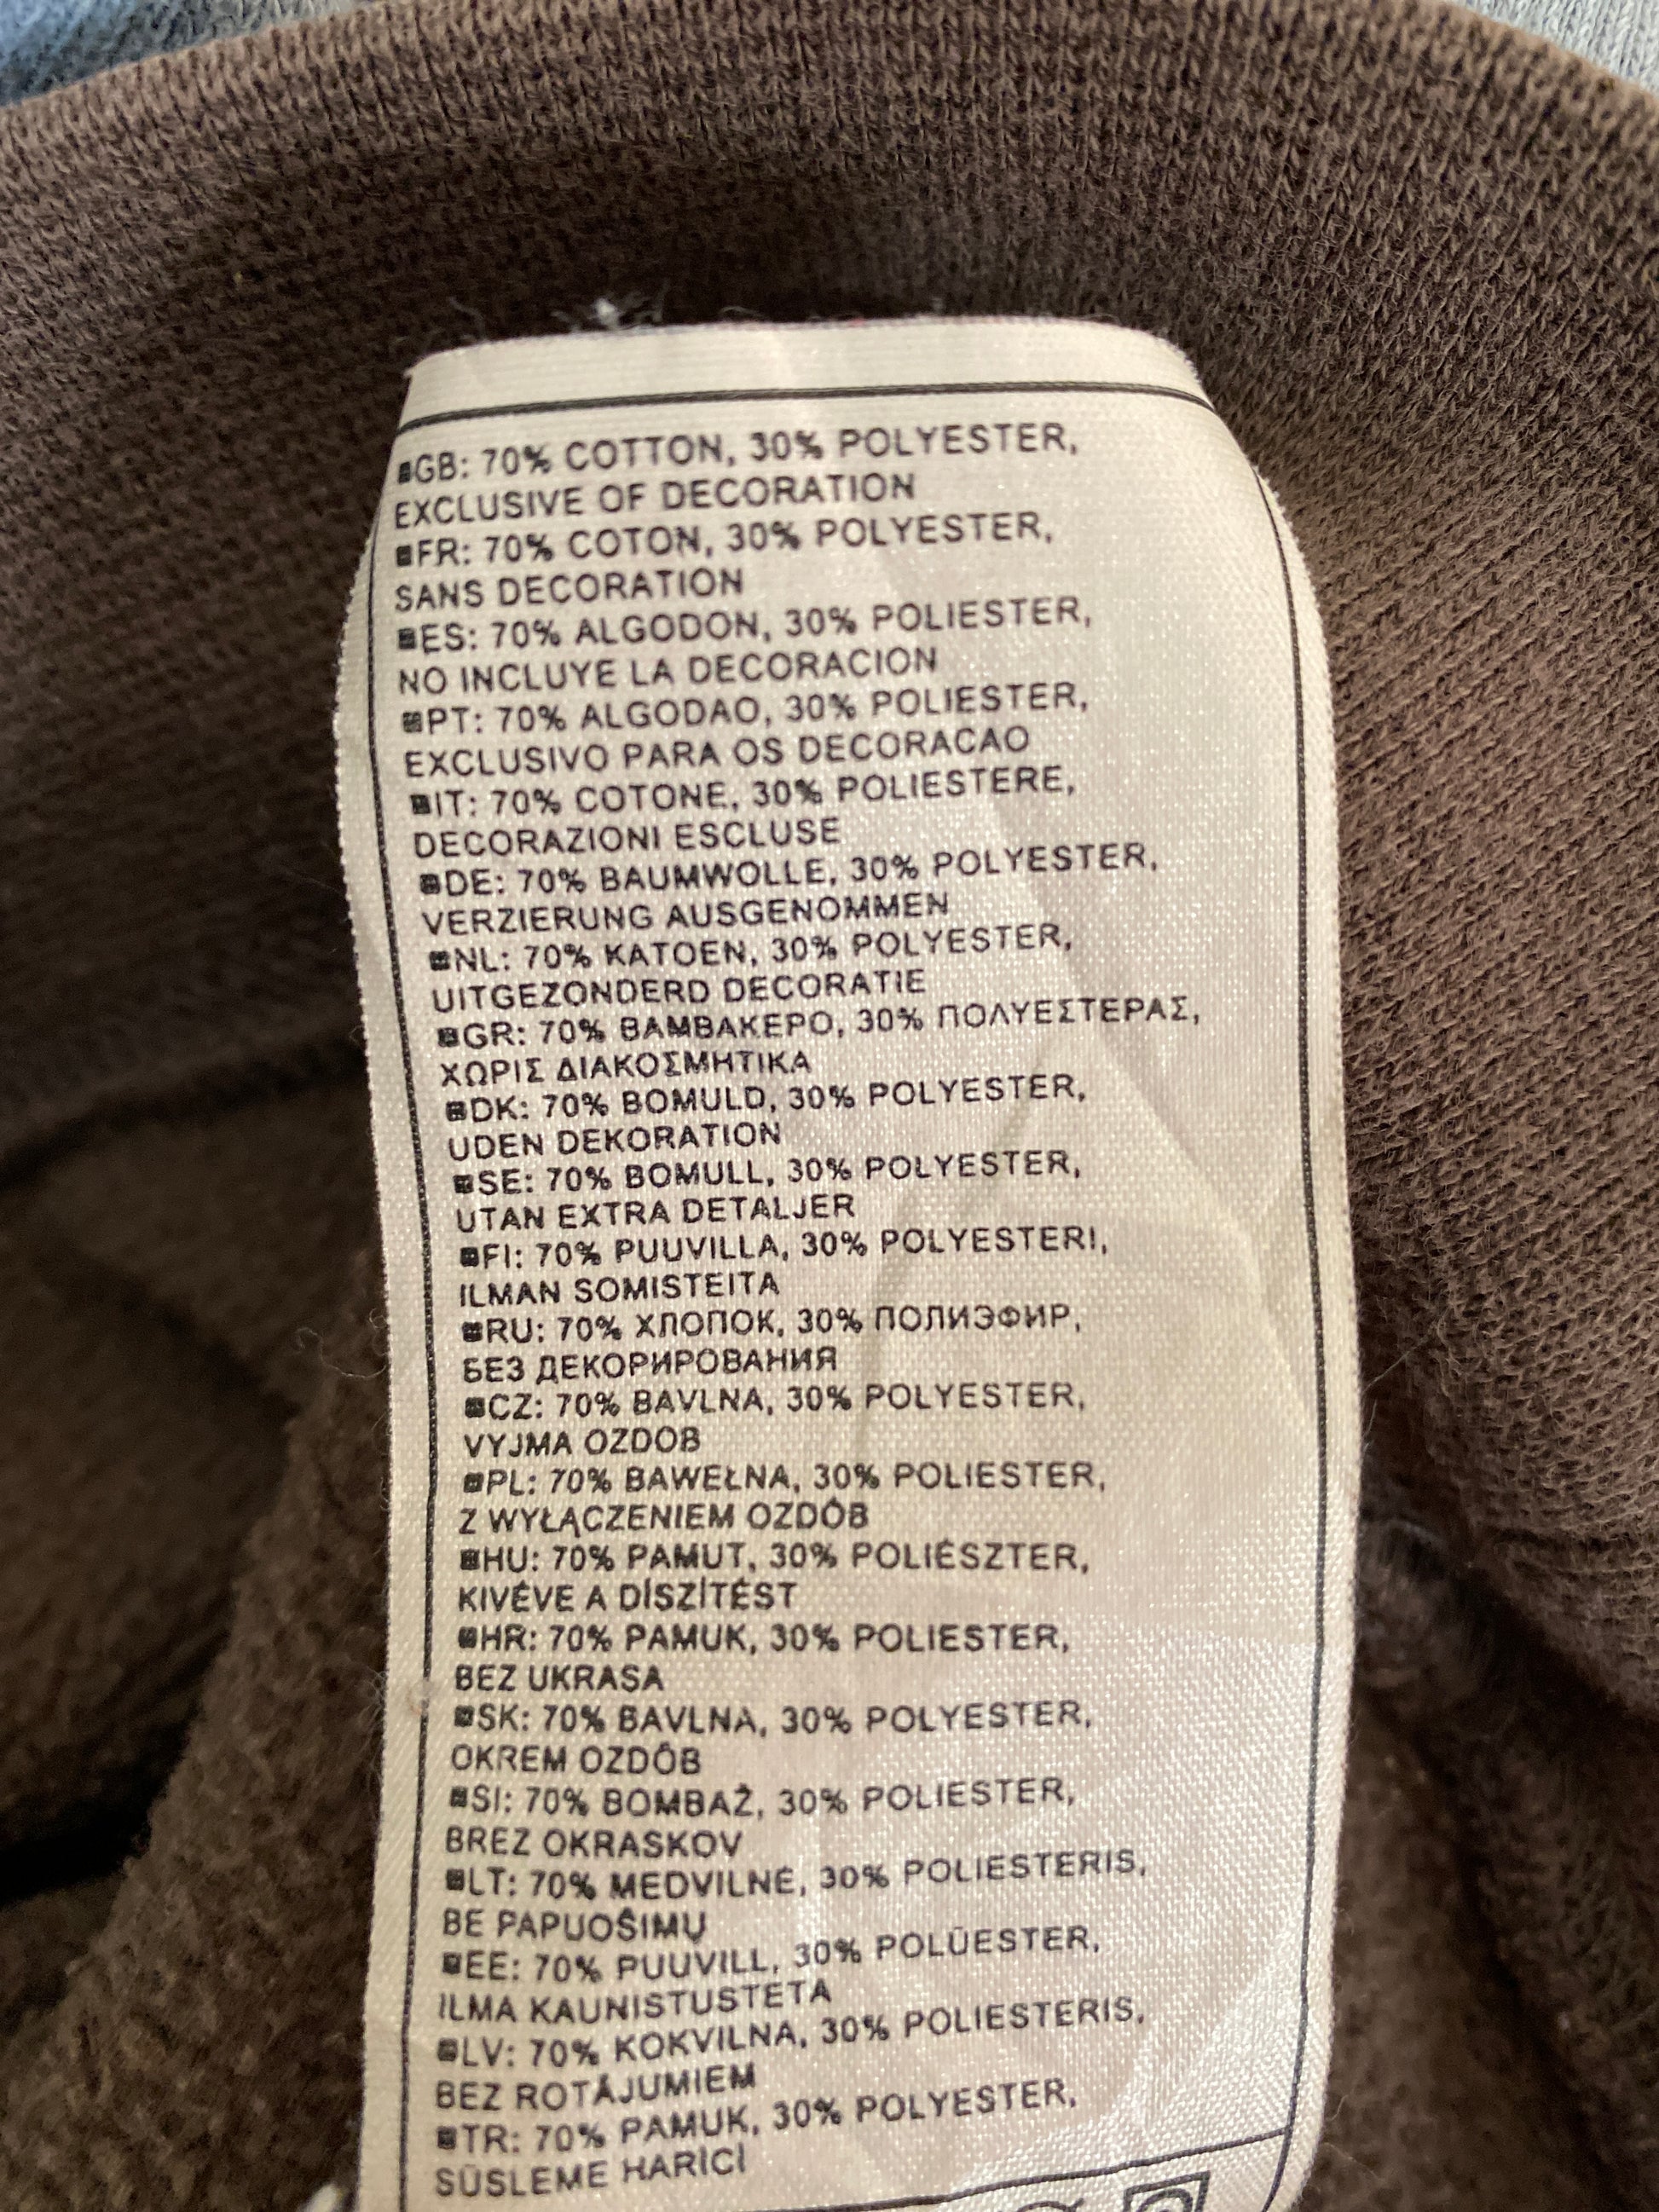 GB: 70% COTTON, 30% POLYESTER,
EXCLUSIVE OF DECORATION
FR: 70% COTON, 30% POLYESTER,
SANS DECORATION
ES: 70% ALGODON, 30% POLIESTER,
NO INCLUYE LA DECORACION
PT: 70% ALGODAO, 30% POLIESTER,
EXCLUSIVO PARA OS DECORACAO
IT: 70% COTONE, 30% POLIESTERE,
DECORAZIONI ESCLUSE
DE: 70% BAUMWOLLE, 30% POLYESTER,
VERZIERUNG AUSGENOMMEN
NL: 70% KATOEN, 30% POLYESTER,
UITGEZONDERD DECORATIE
GR: 70% ΒΑΜΒΑΚΕΡΟ, 30% ΠΟΛΥΕΣΤΕΡΑΣ,
ΧΩΡΙΣ ΔΙΑΚΟΣΜΗΤΙΚΑ
DK: 70% BOMULD, 30% POLYESTER,
UDEN DEKORATION
SE: 70% BOMULL, 30% POLYESTER,
UTAN EXTRA DETALJER
FI: 70% PUUVILLA, 30% POLYESTERI,
ILMAN SOMISTEITA
RU: 70% ХЛОПОК, 30% ПОЛИЭФИР,
БЕЗ ДЕКОРИРОВАНИЯ
CZ: 70% BAVLNA, 30% POLYESTER,
VYJMA OZDOB
PL: 70% BAWEŁNA, 30% POLIESTER,
Z WYŁĄCZENIEM OZDÓB
HU: 70% PAMUT, 30% POLIÉSZTER,
KIVÉVE A DÍSZÍTÉST
HR: 70% PAMUK, 30% POLIESTER,
BEZ UKRASA
SK: 70% BAVLNA, 30% POLYESTER,
OKREM OZDÔB
SI: 70% BOMBAŽ, 30% POLIESTER,
BREZ OKRASKOV
LT: 70% MEDVILNĖ, 30% POLIESTERIS,
BE PAPUOŠIMŲ
EE: 70% PUUVILL, 30% POLÜESTER,
ILMA KAUNISTUSTETA
LV: 70% KOKVILNA, 30% POLIESTERIS,
BEZ ROTĀJUMIEM
TR: 70% PAMUK, 30% POLYESTER,
SÜSLEME HARİCİ